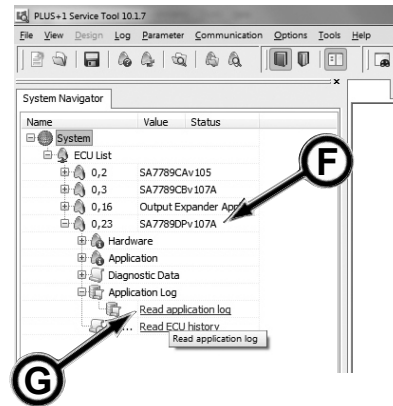 PLUS+1 Service Tool 10.1.7
File View Design Log Parameter Communication Options Tools Help
System Navigator
Name Value Status
System
ECU List
0,2 SA7789CAv105
0,3 SA7789CBv107A
0,16 Output Expander App
0,23 SA7789DPv107A
Hardware
Application
Diagnostic Data
Application Log
Read application log
... Read ECU history
Read application log
F
G